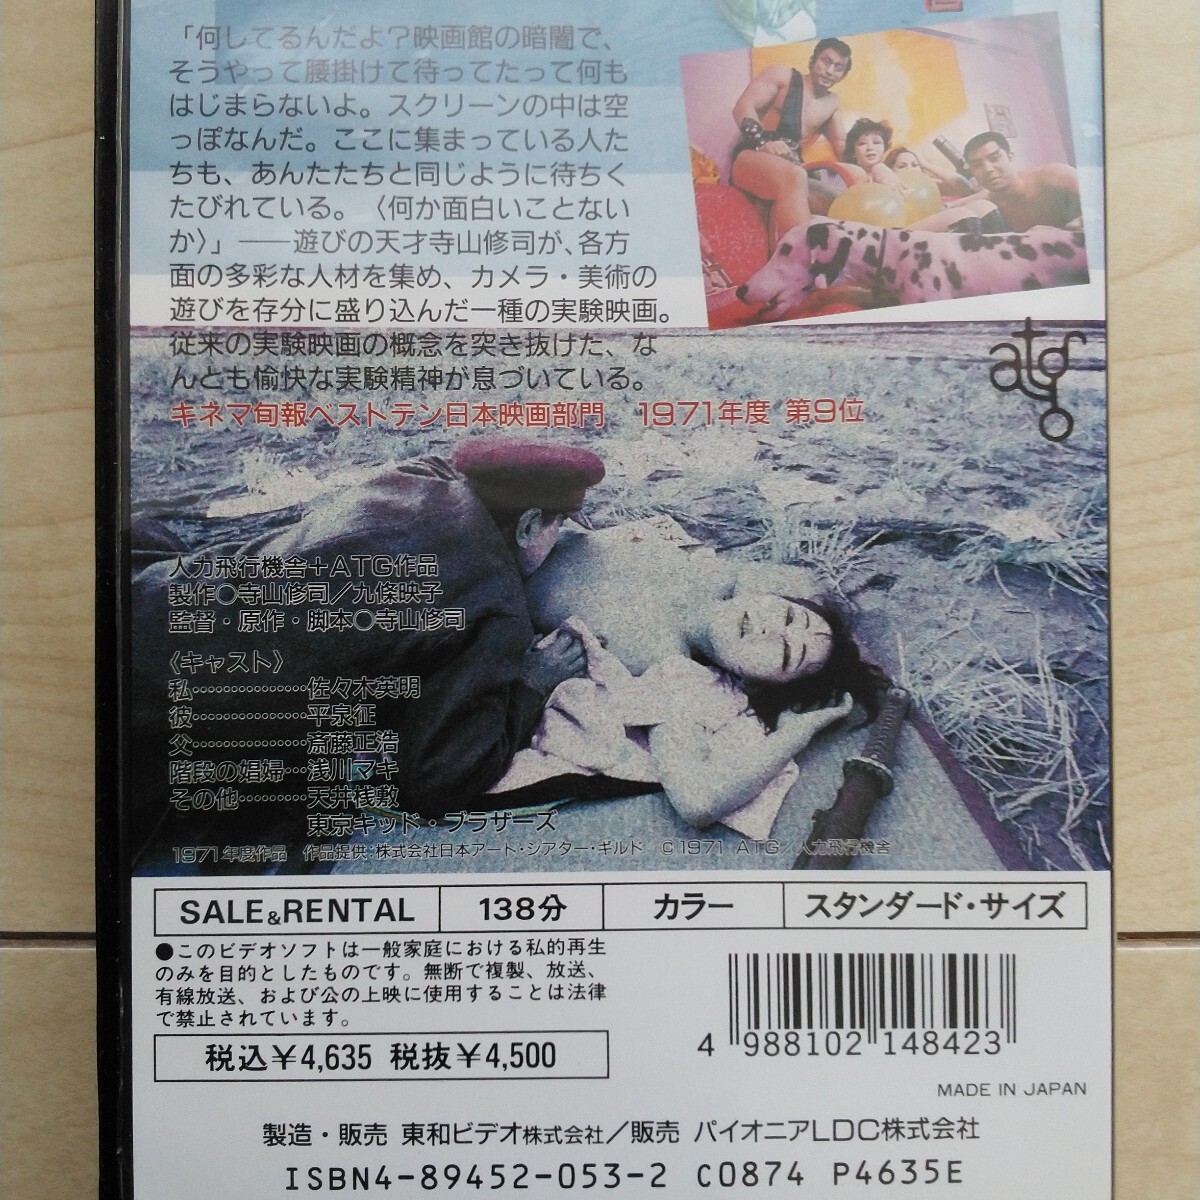 「何してるんだよ？映画館の暗闇で、
そうやって腰掛けて待ってたって何も
はじまらないよ。スクリーンの中は空
っぽなんだ。ここに集まっている人た
ちも、あんたたちと同じように待ちく
たびれている。〈何か面白いことない
か〉」──遊びの天才寺山修司が、各方
面の多彩な人材を集め、カメラ・美術の
遊びを存分に盛り込んだ一種の実験映画。
従来の実験映画の概念を突き抜けた、な
んとも愉快な実験精神が息づいている。
キネマ旬報ベストテン日本映画部門 1971年度 第9位
atg
人力飛行機舎＋ATG作品
製作○寺山修司／九條映子
監督・原作・脚本○寺山修司
〈キャスト〉
私……………佐々木英明
彼……………平泉征
父……………斎藤正浩
階段の娼婦…浅川マキ
その他………天井桟敷
東京キッド・ブラザーズ
1971年度作品 作品提供:株式会社日本アート・シアター・ギルド ©1971 ATG／人力飛行機舎
SALE&RENTAL 138分 カラー スタンダード・サイズ
●このビデオソフトは一般家庭における私的再生
のみを目的としたものです。無断で複製、放送、
有線放送、および公の上映に使用することは法律
で禁止されています。
税込¥4,635 税抜¥4,500
4 988102 148423
MADE IN JAPAN
製造・販売 東和ビデオ株式会社／販売 パイオニアLDC株式会社
ISBN4-89452-053-2 C0874 P4635E